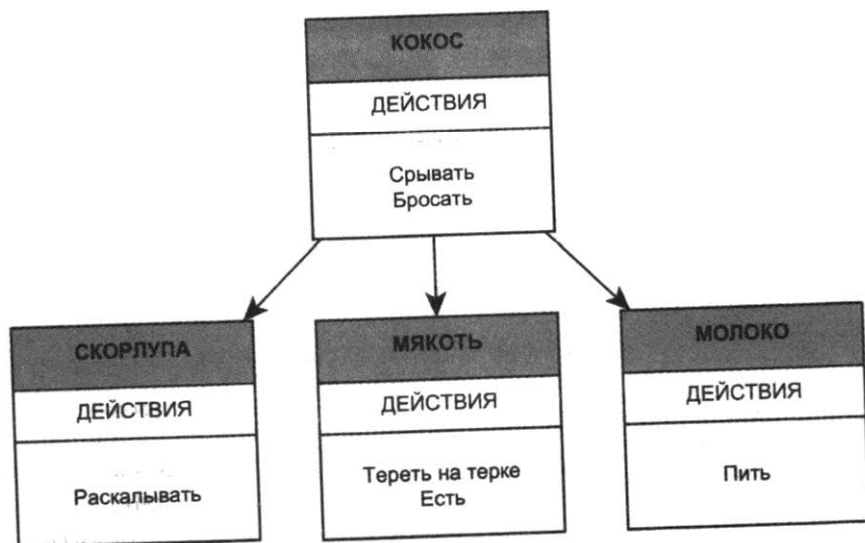 КОКОС
ДЕЙСТВИЯ
Срывать
Бросать
СКОРЛУПА
ДЕЙСТВИЯ
Раскалывать
МЯКОТЬ
ДЕЙСТВИЯ
Тереть на терке
Есть
МОЛОКО
ДЕЙСТВИЯ
Пить